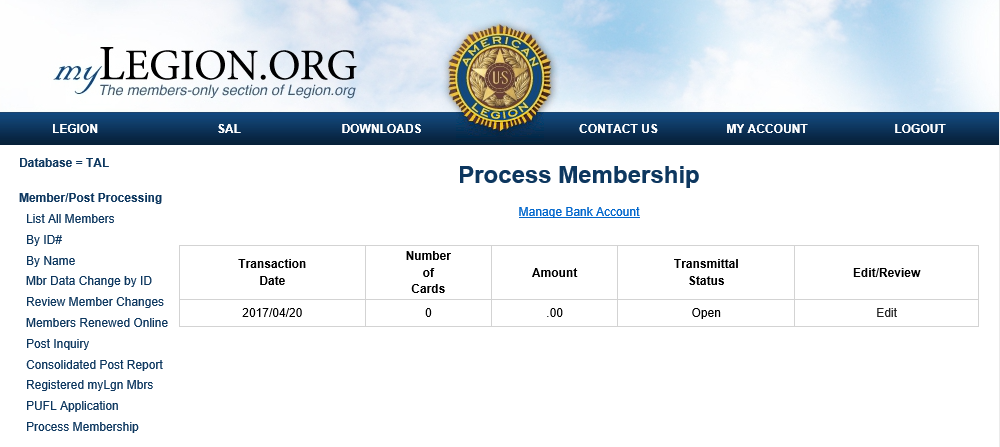 myLEGION.ORG
The members-only section of Legion.org
AMERICAN
U.S
LEGION
LEGION SAL DOWNLOADS CONTACT US MY ACCOUNT LOGOUT
Database = TAL
Member/Post Processing
List All Members
By ID#
By Name
Mbr Data Change by ID
Review Member Changes
Members Renewed Online
Post Inquiry
Consolidated Post Report
Registered myLgn Mbrs
PUFL Application
Process Membership
Process Membership
Manage Bank Account
Transaction Date Number of Cards Amount Transmittal Status Edit/Review
2017/04/20 0 .00 Open Edit